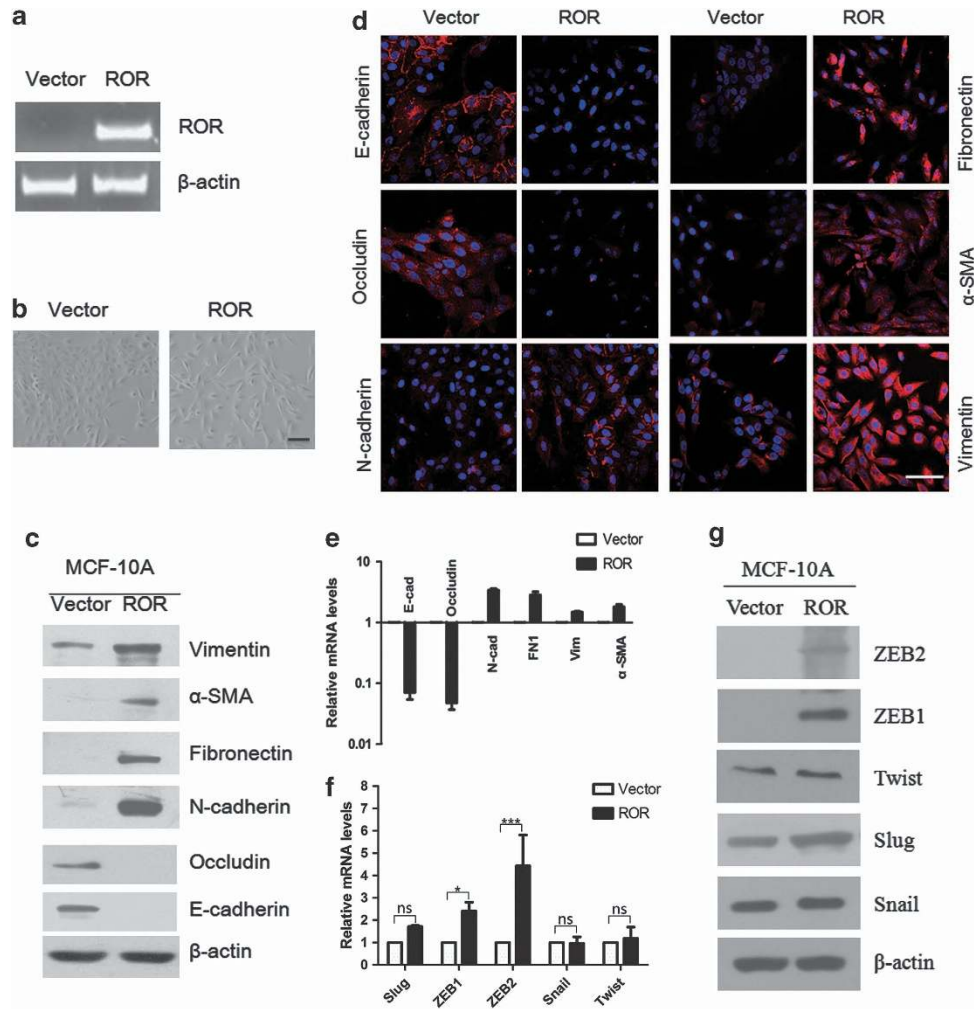 a
Vector ROR
ROR
β-actin
b
Vector ROR
c
MCF-10A
Vector ROR
Vimentin
α-SMA
Fibronectin
N-cadherin
Occludin
E-cadherin
β-actin
d
Vector ROR Vector ROR
E-cadherin
Fibronectin
Occludin
α-SMA
N-cadherin
Vimentin
e
Vector
ROR
Relative mRNA levels
10
1
0.1
0.01
E-cad
Occludin
N-cad
FN1
Vim
α-SMA
f
Vector
ROR
Relative mRNA levels
8
7
6
5
4
3
2
1
0
ns
*
***
ns
ns
Slug
ZEB1
ZEB2
Snail
Twist
g
MCF-10A
Vector ROR
ZEB2
ZEB1
Twist
Slug
Snail
β-actin